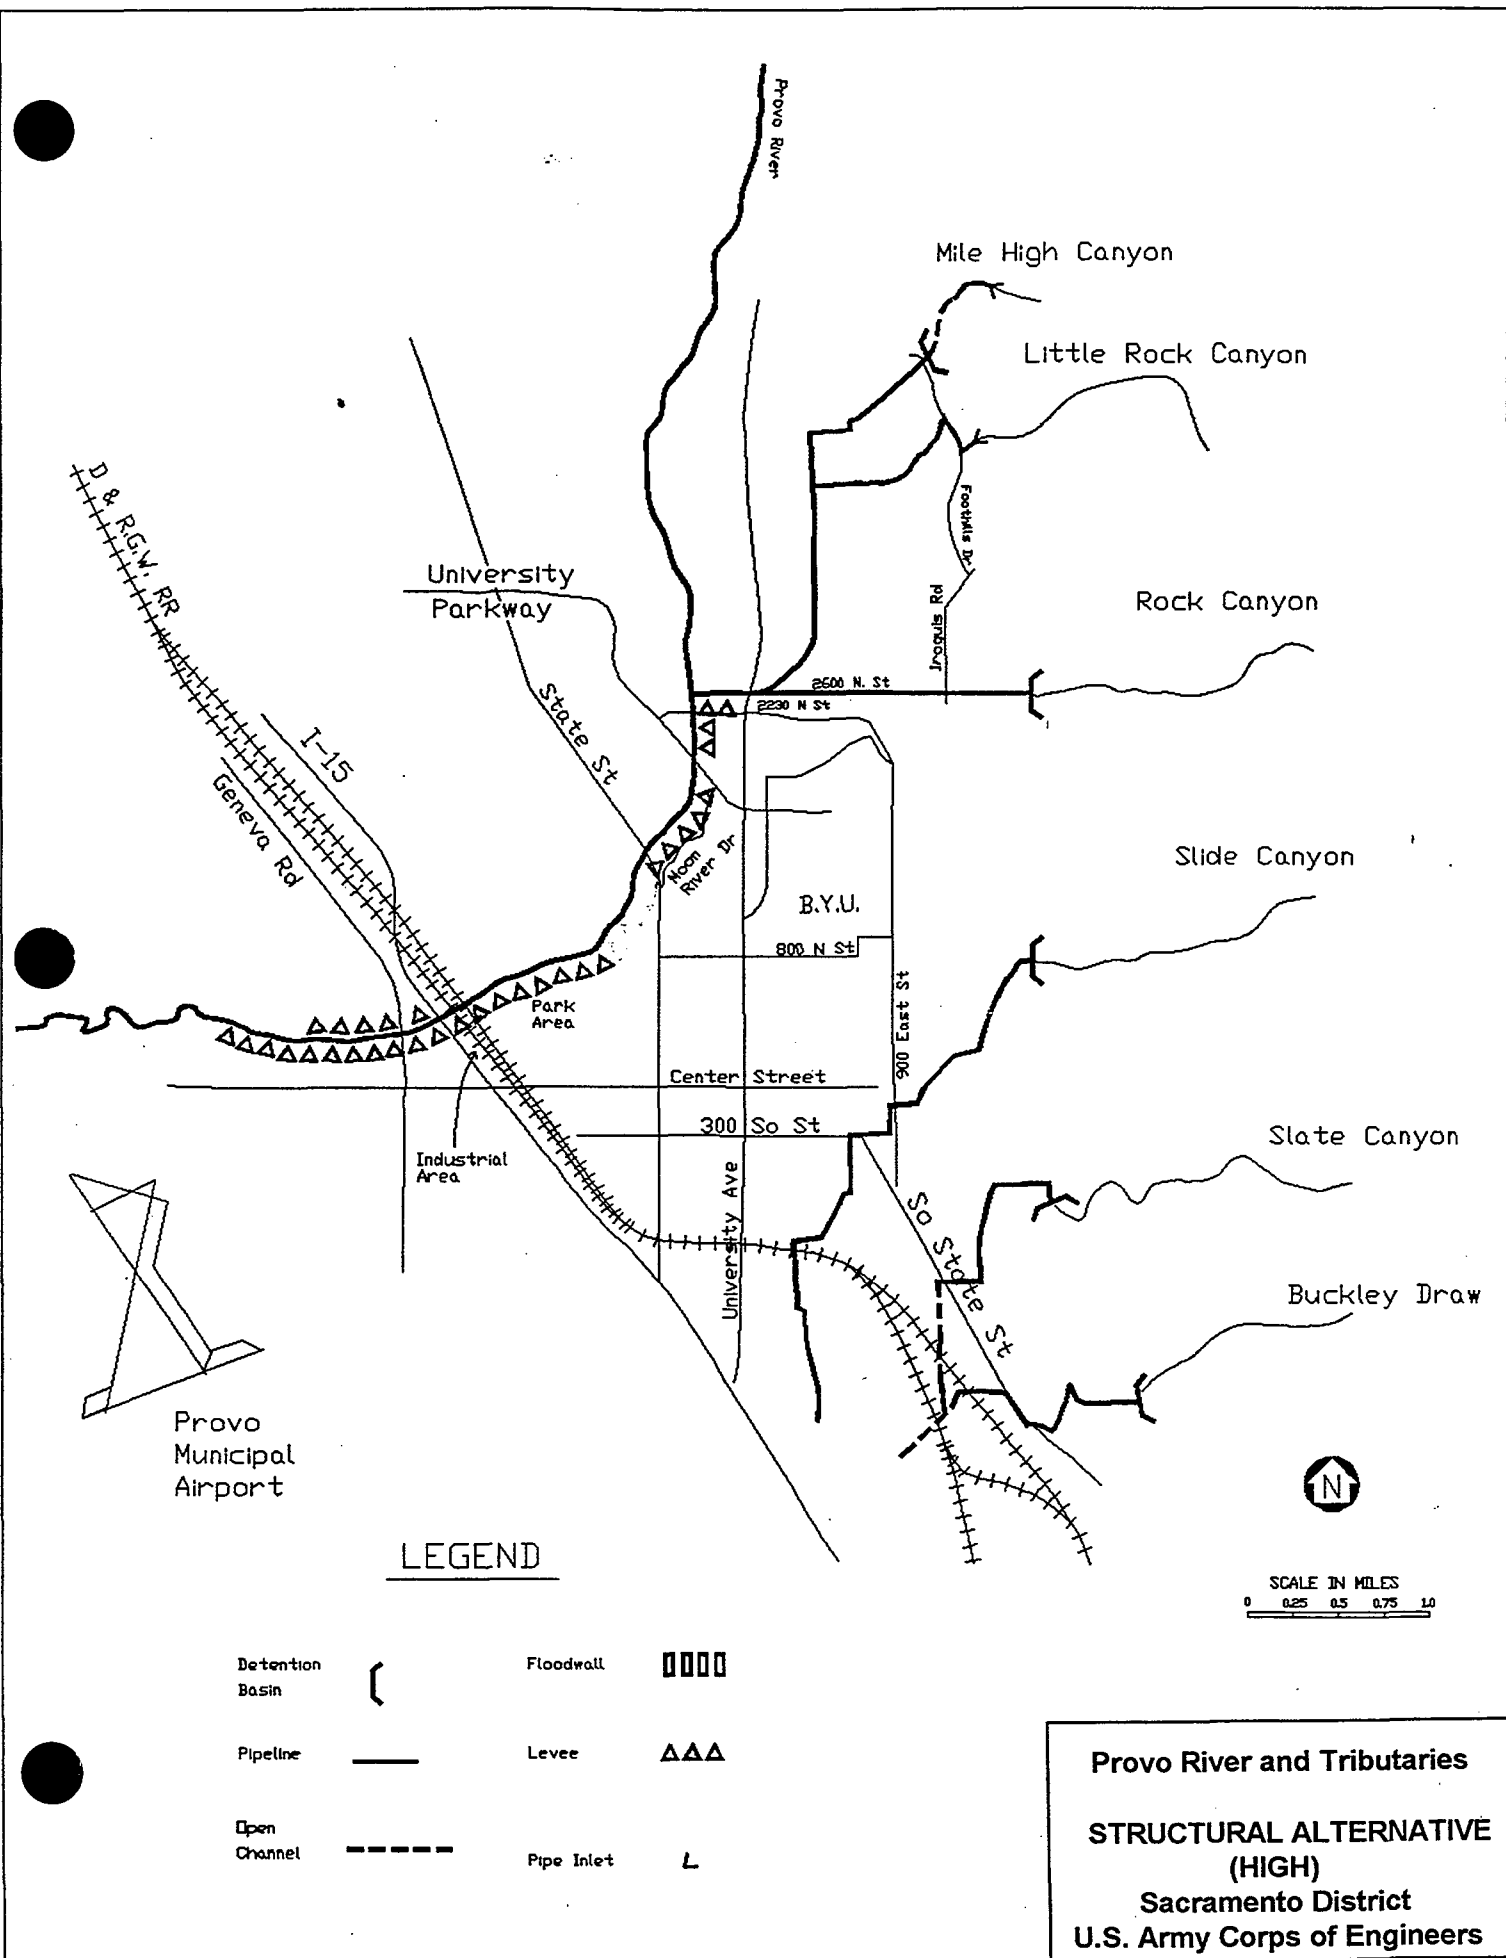 Provo River
Mile High Canyon
Little Rock Canyon
D & R.G.W. RR
Foothills Dr
University
Parkway
Iroquis Rd
Rock Canyon
2600 N. St
2230 N St
State St
I-15
Geneva Rd
Moon
River Dr
Slide Canyon
B.Y.U.
800 N St
900 East St
Park
Area
Center Street
300 So St
Industrial
Area
Slate Canyon
University Ave
So State St
Buckley Draw
Provo
Municipal
Airport
N
LEGEND
SCALE IN MILES
0 0.25 0.5 0.75 1.0
Detention
Basin
Floodwall
Pipeline
Levee
Open
Channel
Pipe Inlet
Provo River and Tributaries
STRUCTURAL ALTERNATIVE
(HIGH)
Sacramento District
U.S. Army Corps of Engineers